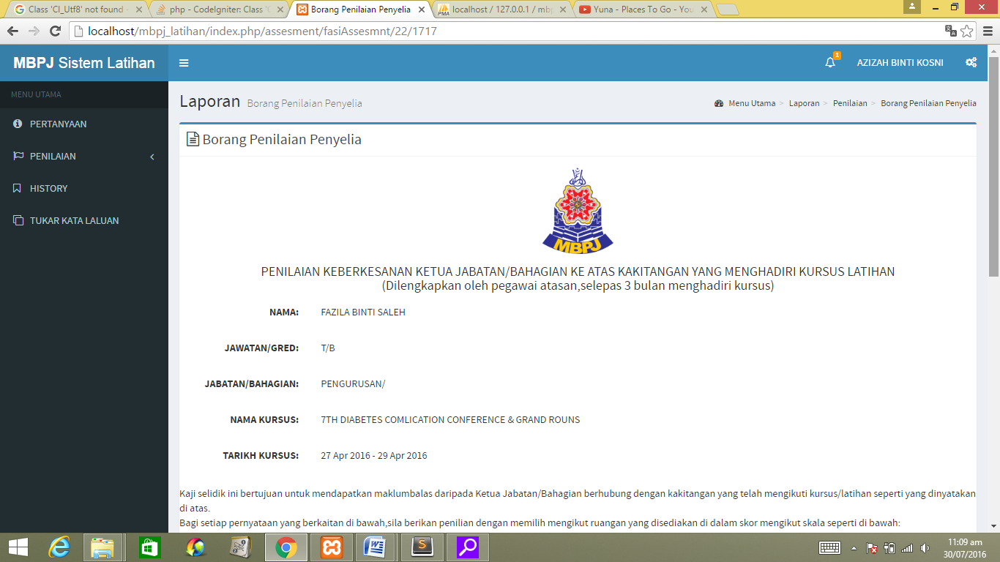 Class 'CI_Utf8' not found -
php - CodeIgniter: Class '
Borang Penilaian Penyelia
localhost / 127.0.0.1 / mbp
Yuna - Places To Go - You
localhost/mbpj_latihan/index.php/assesment/fasiAssesmnt/22/1717
MBPJ Sistem Latihan
1
AZIZAH BINTI KOSNI
MENU UTAMA
PERTANYAAN
PENILAIAN
HISTORY
TUKAR KATA LALUAN
Laporan Borang Penilaian Penyelia
Menu Utama > Laporan > Penilaian > Borang Penilaian Penyelia
Borang Penilaian Penyelia
MBPJ
PENILAIAN KEBERKESANAN KETUA JABATAN/BAHAGIAN KE ATAS KAKITANGAN YANG MENGHADIRI KURSUS LATIHAN
(Dilengkapkan oleh pegawai atasan,selepas 3 bulan menghadiri kursus)
NAMA: FAZILA BINTI SALEH
JAWATAN/GRED: T/B
JABATAN/BAHAGIAN: PENGURUSAN/
NAMA KURSUS: 7TH DIABETES COMLICATION CONFERENCE & GRAND ROUNS
TARIKH KURSUS: 27 Apr 2016 - 29 Apr 2016
Kaji selidik ini bertujuan untuk mendapatkan maklumbalas daripada Ketua Jabatan/Bahagian berhubung dengan kakitangan yang telah mengikuti kursus/latihan seperti yang dinyatakan
di atas.
Bagi setiap pernyataan yang berkaitan di bawah,sila berikan penilian dengan memilih mengikut ruangan yang disediakan di dalam skor mengikut skala seperti di bawah:
11:09 am
30/07/2016